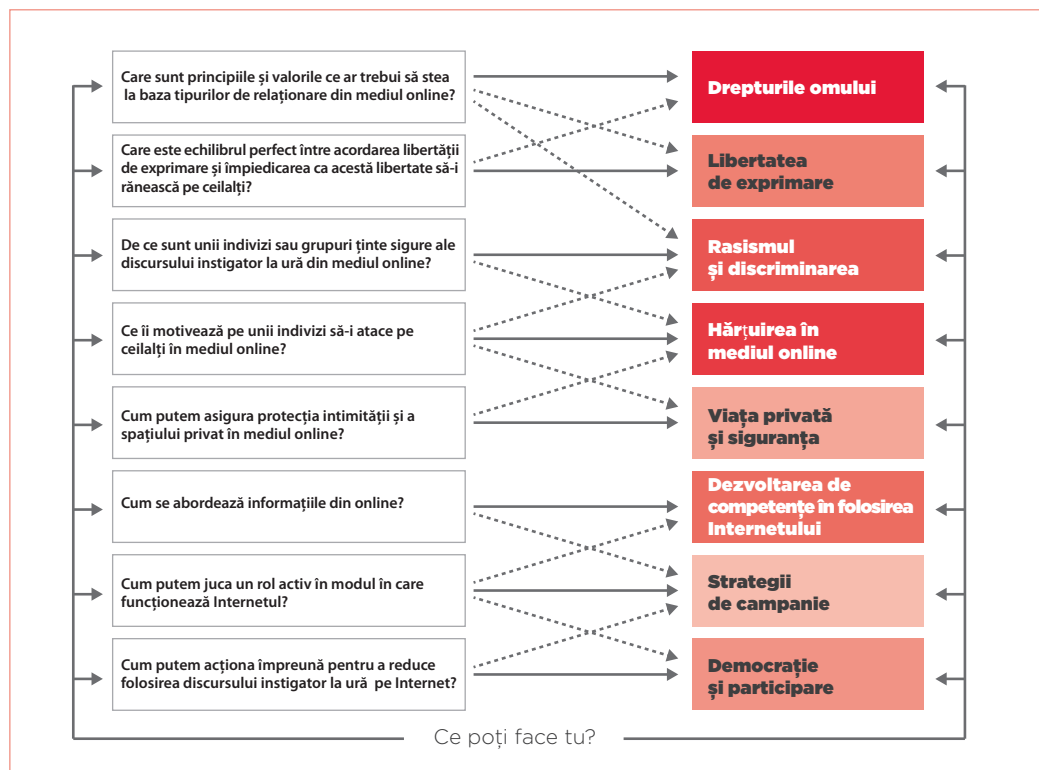 Care sunt principiile și valorile ce ar trebui să stea
la baza tipurilor de relaționare din mediul online?
Drepturile omului
Care este echilibrul perfect între acordarea libertății
de exprimare și împiedicarea ca acestă libertate să-i
rănească pe ceilalți?
Libertatea
de exprimare
De ce sunt unii indivizi sau grupuri ținte sigure ale
discursului instigator la ură din mediul online?
Rasismul
și discriminarea
Ce îi motivează pe unii indivizi să-i atace pe
ceilalți în mediul online?
Hărțuirea în
mediul online
Cum putem asigura protecția intimității și a
spațiului privat în mediul online?
Viața privată
și siguranța
Cum se abordează informațiile din online?
Dezvoltarea de
competențe în folosirea
Internetului
Cum putem juca un rol activ în modul în care
funcționează Internetul?
Strategii
de campanie
Cum putem acționa împreună pentru a reduce
folosirea discursului instigator la ură pe Internet?
Democrație
și participare
Ce poți face tu?